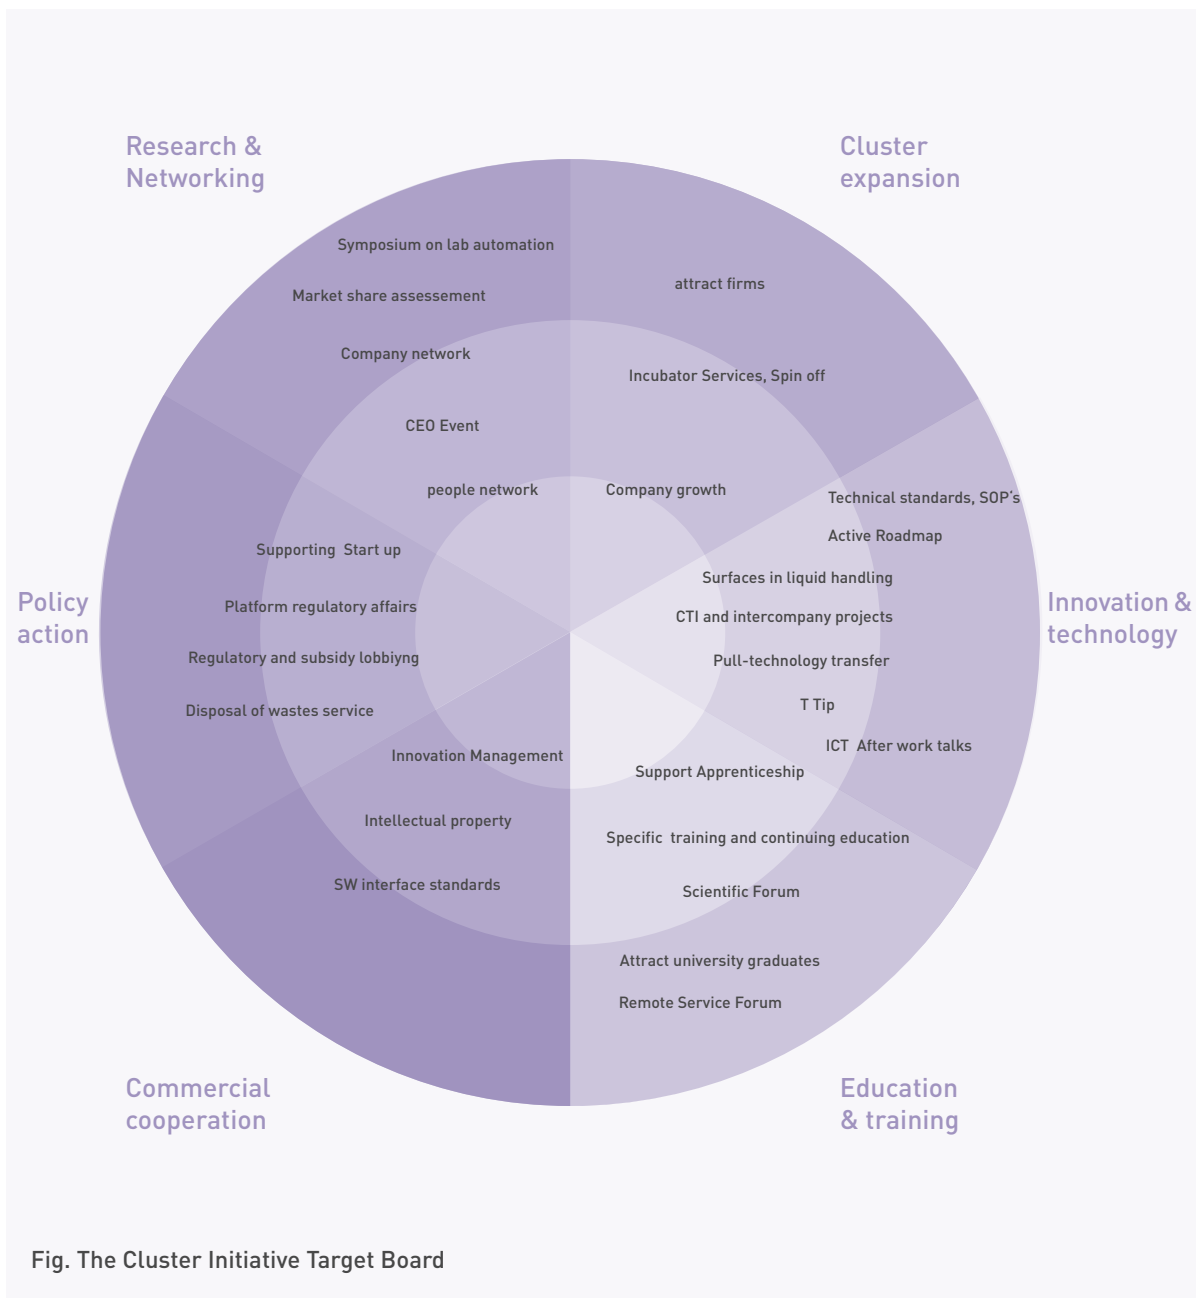 Research &
Networking
Cluster
expansion
Symposium on lab automation
attract firms
Market share assessement
Company network
Incubator Services, Spin off
CEO Event
people network
Company growth
Technical standards, SOP's
Active Roadmap
Supporting  Start up
Surfaces in liquid handling
Policy
action
Platform regulatory affairs
CTI and intercompany projects
Innovation &
technology
Regulatory and subsidy lobbiyng
Pull-technology transfer
Disposal of wastes service
T Tip
ICT  After work talks
Innovation Management
Support Apprenticeship
Intellectual property
Specific  training and continuing education
SW interface standards
Scientific Forum
Attract university graduates
Remote Service Forum
Commercial
cooperation
Education
& training
Fig. The Cluster Initiative Target Board